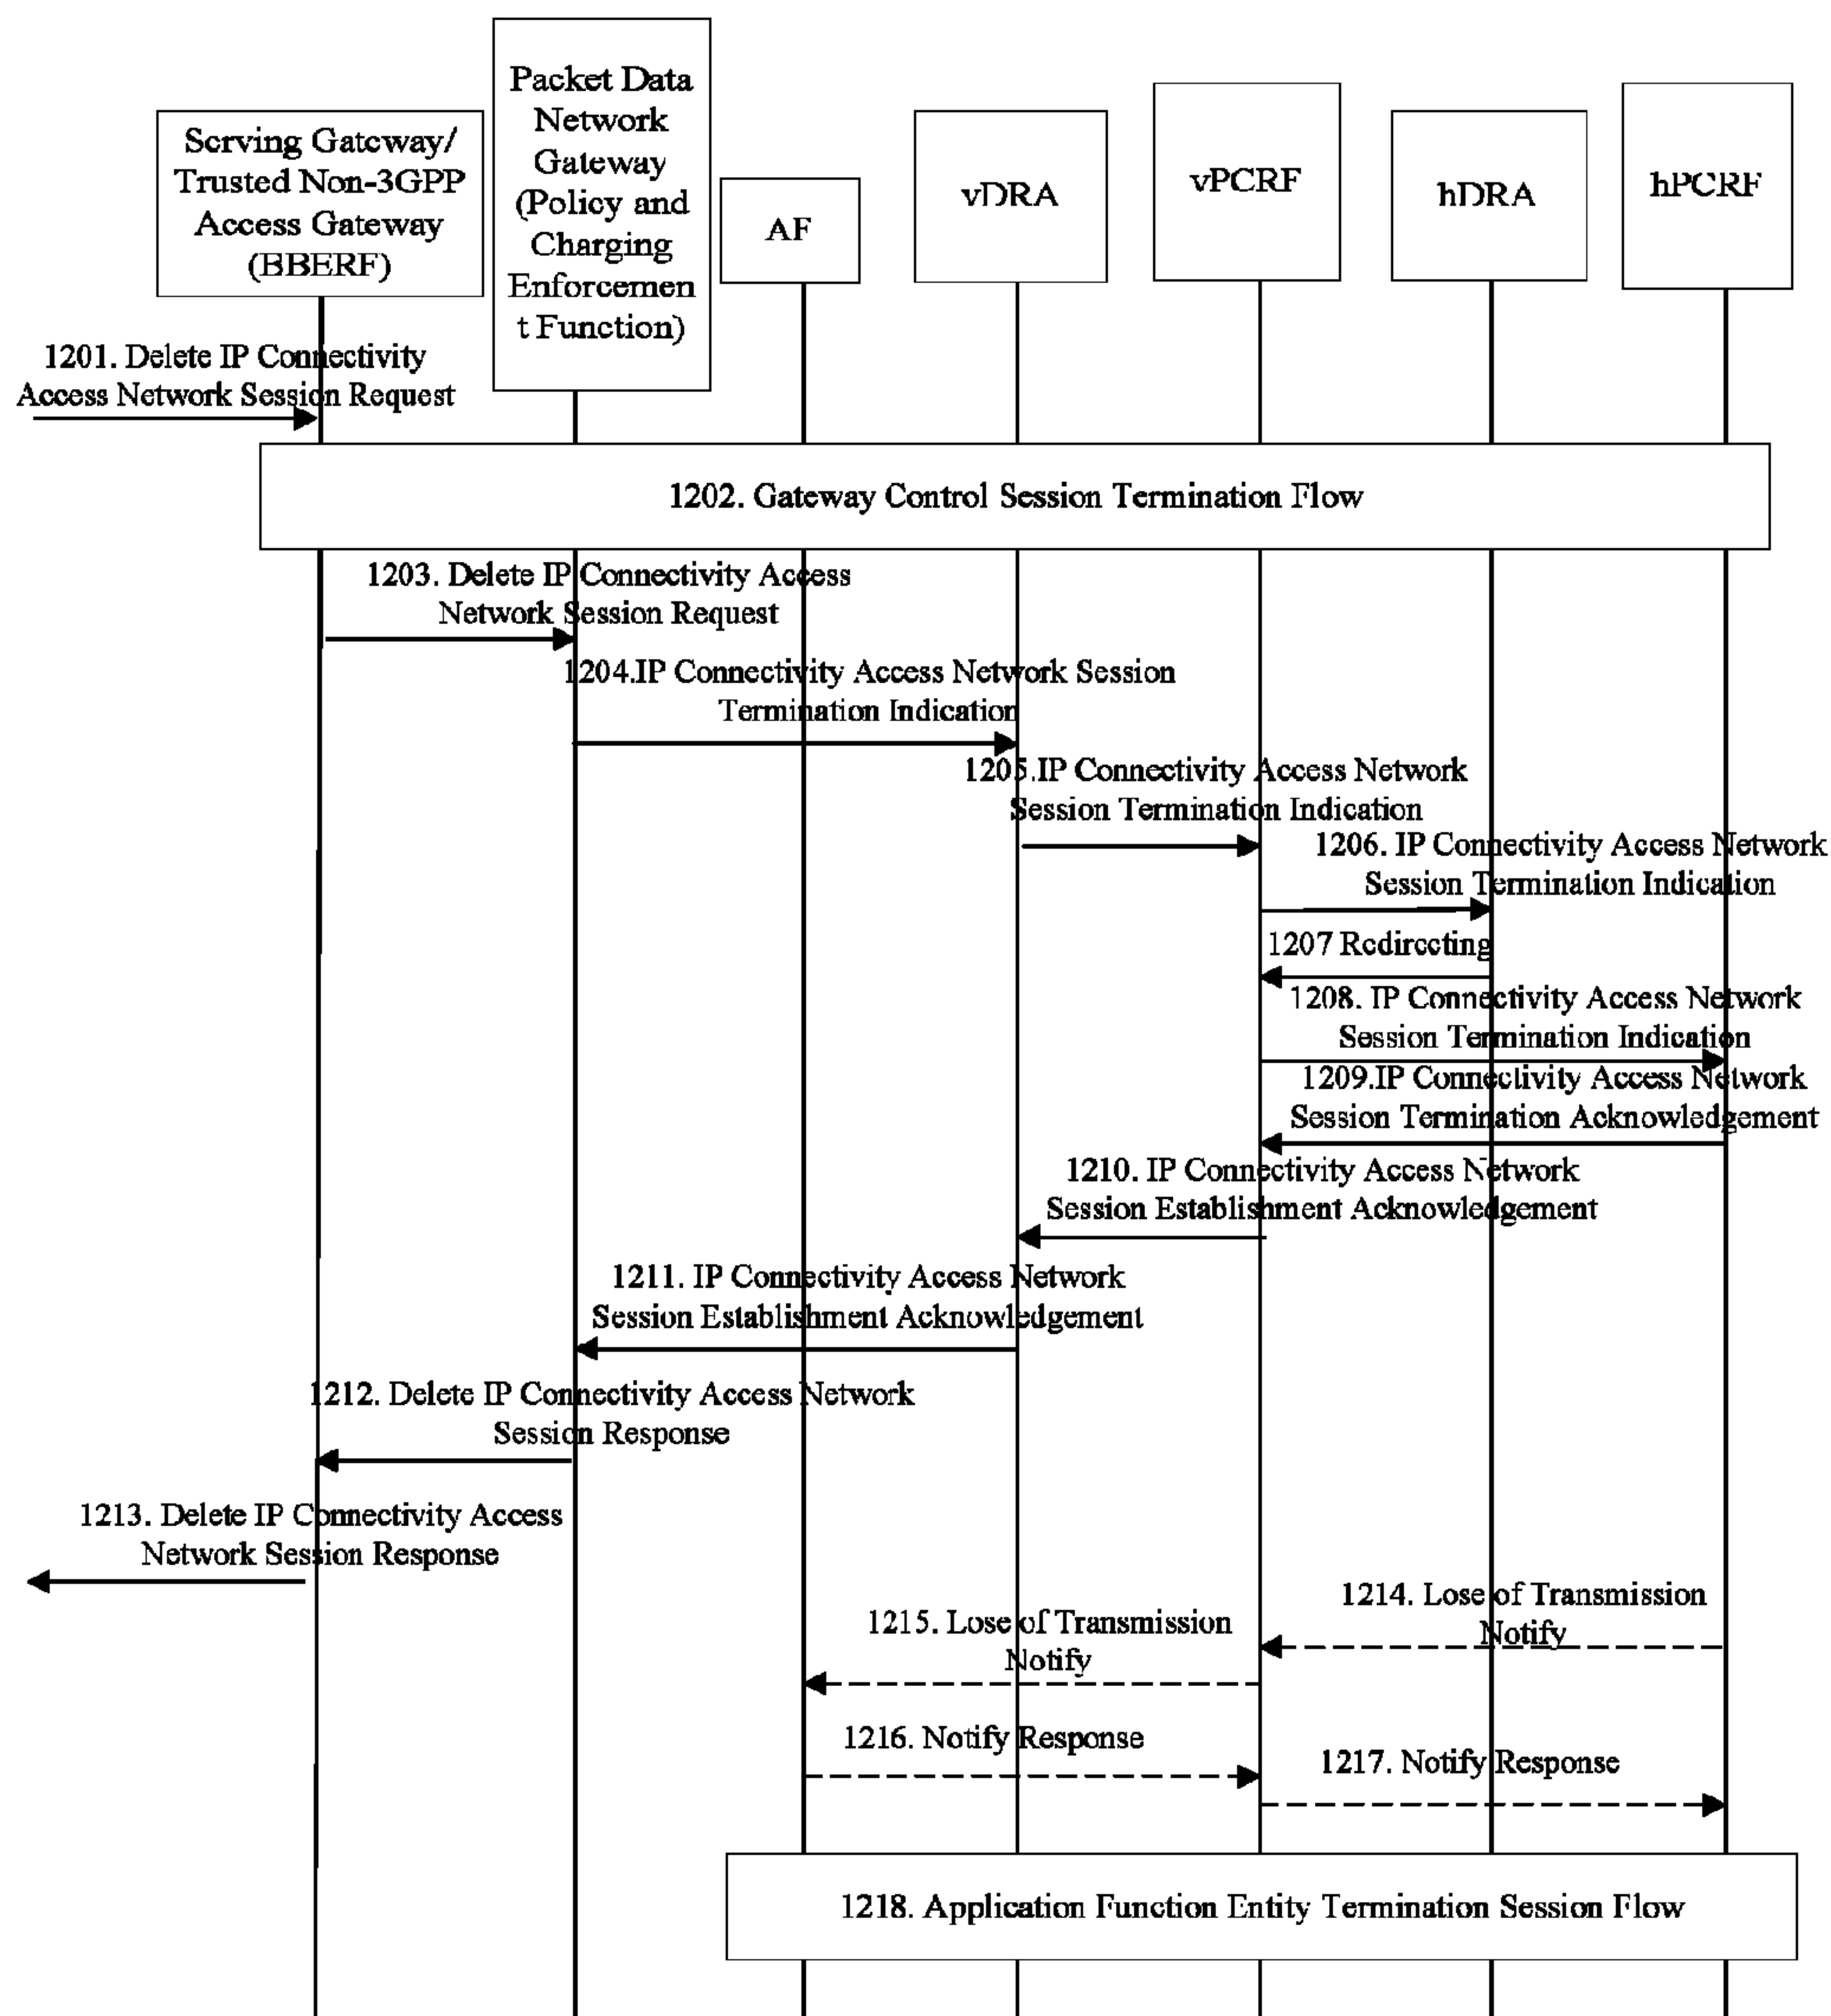 Serving Gateway/
Trusted Non-3GPP
Access Gateway
(BBERF)
Packet Data
Network
Gateway
(Policy and
Charging
Enforcemen
t Function)
AF
vDRA
vPCRF
hDRA
hPCRF
1201. Delete IP Connectivity
Access Network Session Request
1202. Gateway Control Session Termination Flow
1203. Delete IP Connectivity Access
Network Session Request
1204.IP Connectivity Access Network Session
Termination Indication
1205.IP Connectivity Access Network
Session Termination Indication
1206. IP Connectivity Access Network
Session Termination Indication
1207 Redirecting
1208. IP Connectivity Access Network
Session Termination Indication
1209.IP Connectivity Access Network
Session Termination Acknowledgement
1210. IP Connectivity Access Network
Session Establishment Acknowledgement
1211. IP Connectivity Access Network
Session Establishment Acknowledgement
1212. Delete IP Connectivity Access Network
Session Response
1213. Delete IP Connectivity Access
Network Session Response
1214. Lose of Transmission
Notify
1215. Lose of Transmission
Notify
1216. Notify Response
1217. Notify Response
1218. Application Function Entity Termination Session Flow